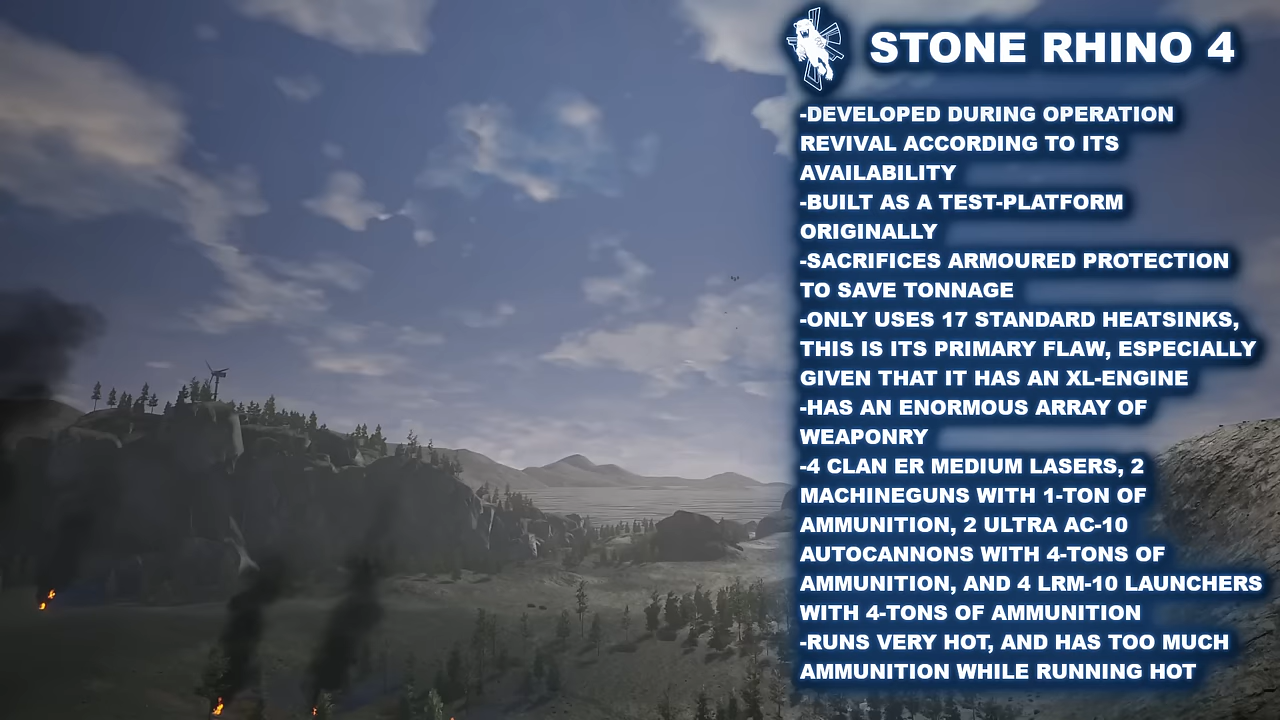 STONE RHINO 4
-DEVELOPED DURING OPERATION
REVIVAL ACCORDING TO ITS
AVAILABILITY
-BUILT AS A TEST-PLATFORM
ORIGINALLY
-SACRIFICES ARMOURED PROTECTION
TO SAVE TONNAGE
-ONLY USES 17 STANDARD HEATSINKS,
THIS IS ITS PRIMARY FLAW, ESPECIALLY
GIVEN THAT IT HAS AN XL-ENGINE
-HAS AN ENORMOUS ARRAY OF
WEAPONRY
-4 CLAN ER MEDIUM LASERS, 2
MACHINEGUNS WITH 1-TON OF
AMMUNITION, 2 ULTRA AC-10
AUTOCANNONS WITH 4-TONS OF
AMMUNITION, AND 4 LRM-10 LAUNCHERS
WITH 4-TONS OF AMMUNITION
-RUNS VERY HOT, AND HAS TOO MUCH
AMMUNITION WHILE RUNNING HOT